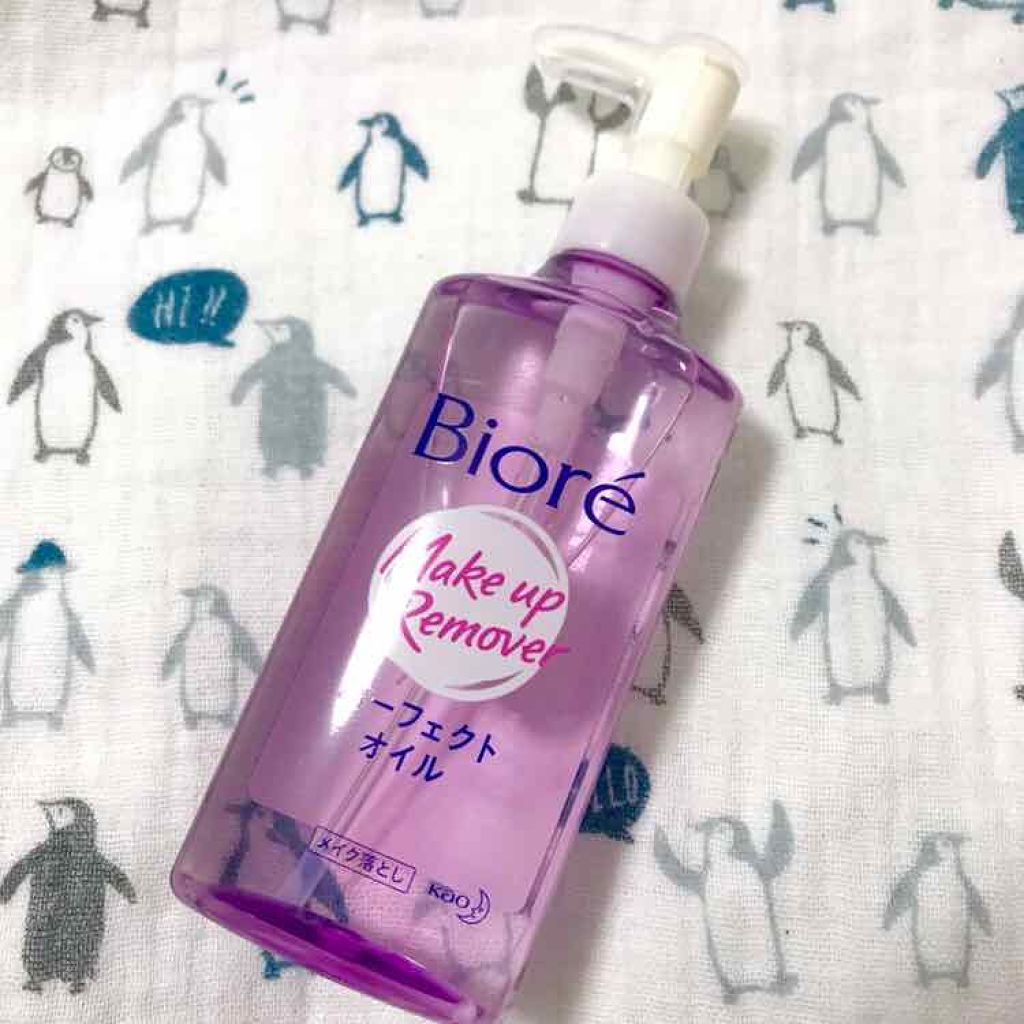 HI!!
Bioré
Make up
Remover
ーフェクト
オイル
メイク落とし
Kao
LLO